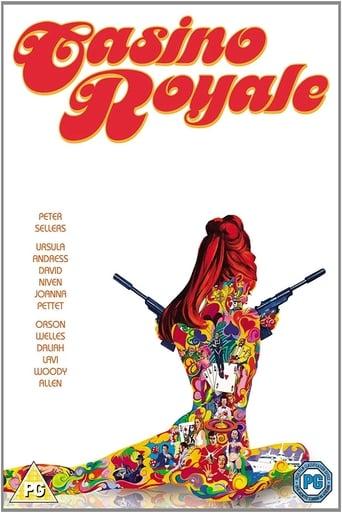 Casino
Royale
PETER
SELLERS
URSULA
ANDRESS
DAVID
NIVEN
JOANNA
PETTET
ORSON
WELLES
DALIAH
LAVI
WOODY
ALLEN
PG
PG